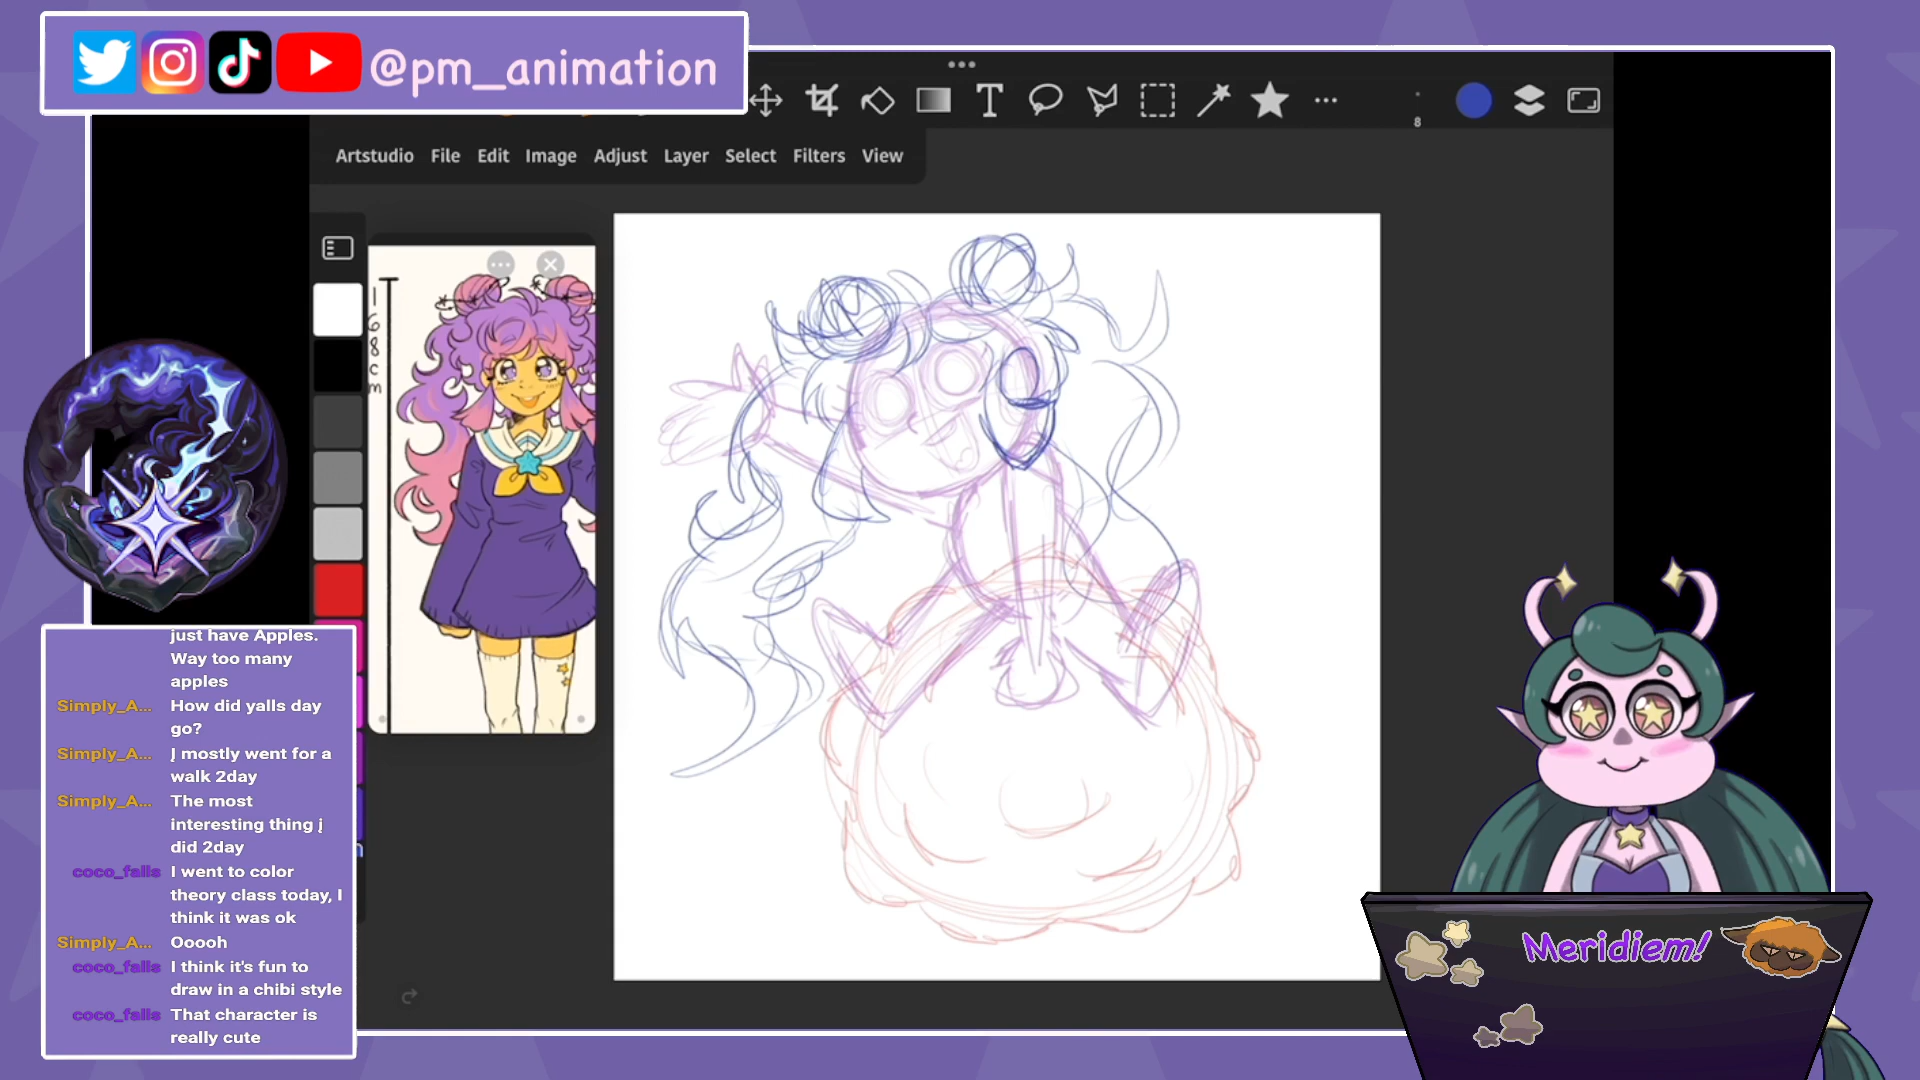 @pm_animation
8
Artstudio File Edit Image Adjust Layer Select Filters View
168cm
just have Apples.
Way too many
apples
Simply_A... How did yalls day
go?
Simply_A... Į mostly went for a
walk 2day
Simply_A... The most
interesting thing į
did 2day
coco_falls I went to color
theory class today, I
think it was ok
Simply_A... Ooooh
coco_falls I think it's fun to
draw in a chibi style
coco_falls That character is
really cute
Meridiem!